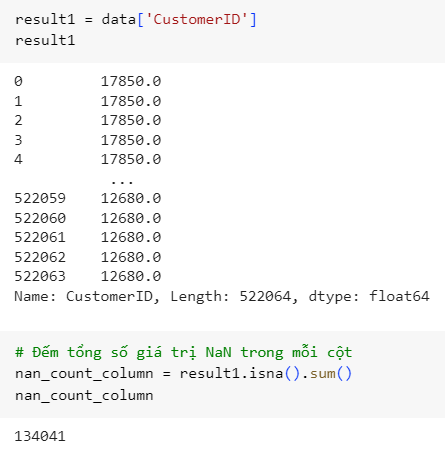 result1 = data['CustomerID']
result1
0         17850.0
1         17850.0
2         17850.0
3         17850.0
4         17850.0
           ...
522059    12680.0
522060    12680.0
522061    12680.0
522062    12680.0
522063    12680.0
Name: CustomerID, Length: 522064, dtype: float64
# Đếm tổng số giá trị NaN trong mỗi cột
nan_count_column = result1.isna().sum()
nan_count_column
134041